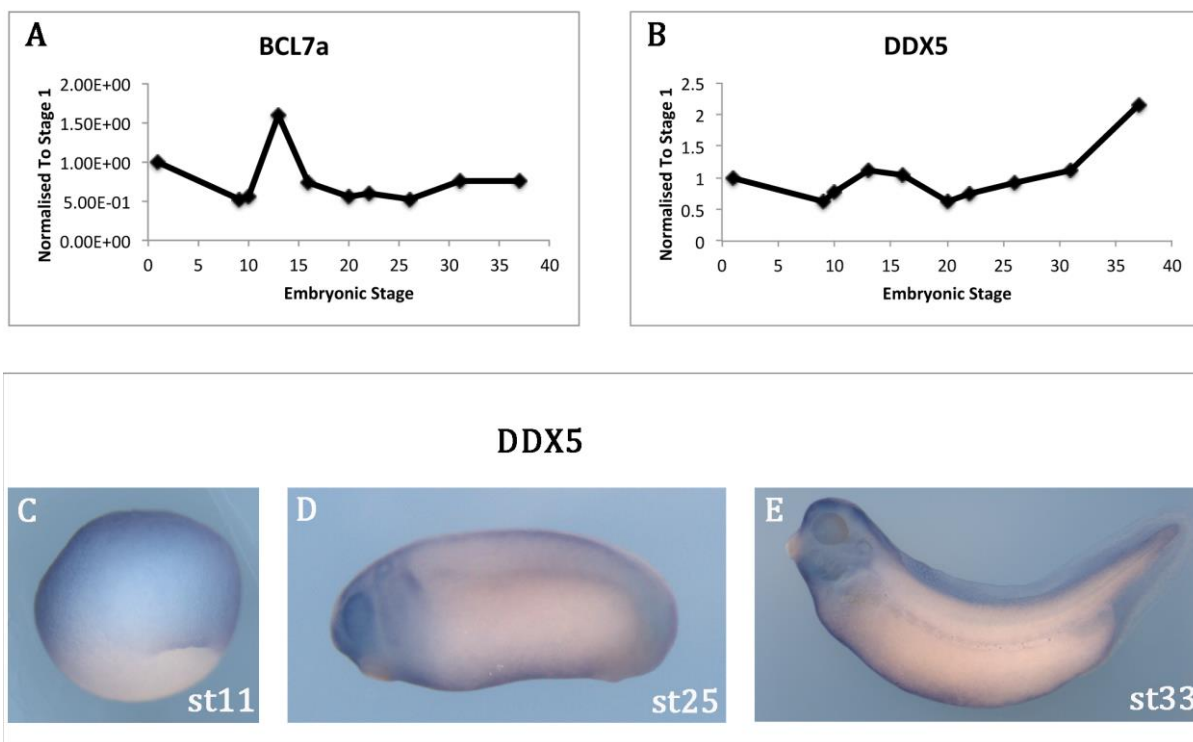 A
BCL7a
Normalised To Stage 1
2.00E+00
1.50E+00
1.00E+00
5.00E-01
0.00E+00
0 5 10 15 20 25 30 35 40
Embryonic Stage
B
DDX5
Normalised To Stage 1
2.5
2
1.5
1
0.5
0
0 5 10 15 20 25 30 35 40
Embryonic Stage
DDX5
C
st11
D
st25
E
st33